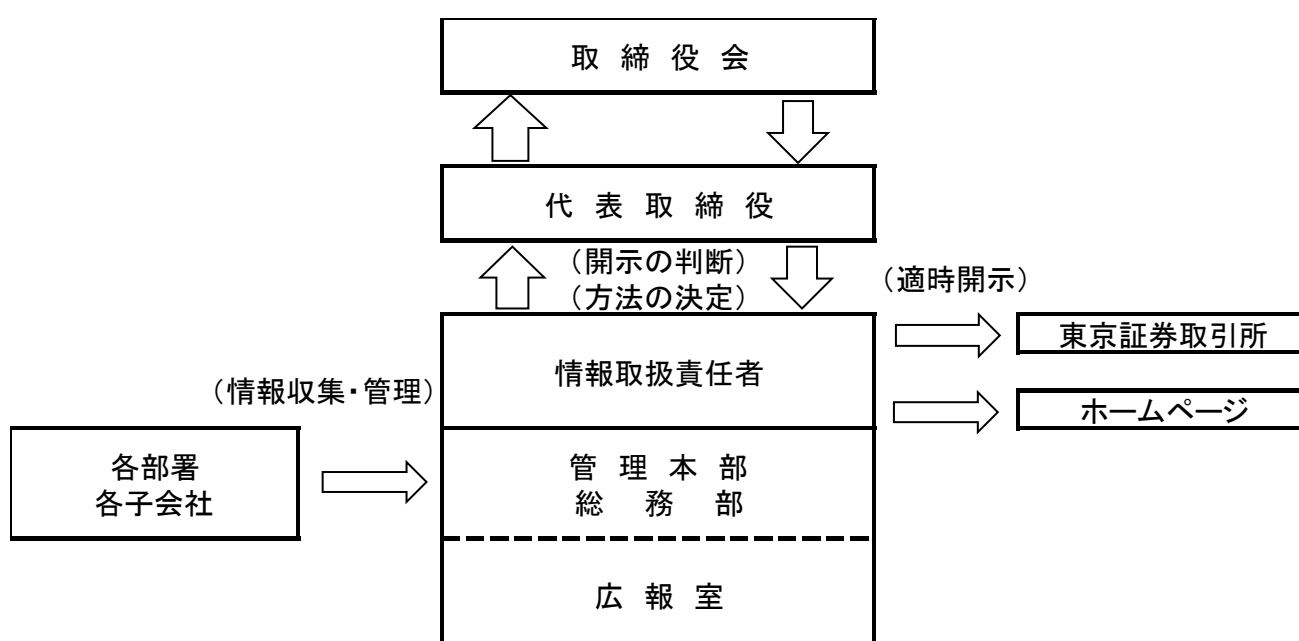 取締役会
代表取締役
（開示の判断）
（方法の決定）
（適時開示）
東京証券取引所
情報取扱責任者
（情報収集・管理）
ホームページ
各部署
各子会社
管理本部
総務部
広報室